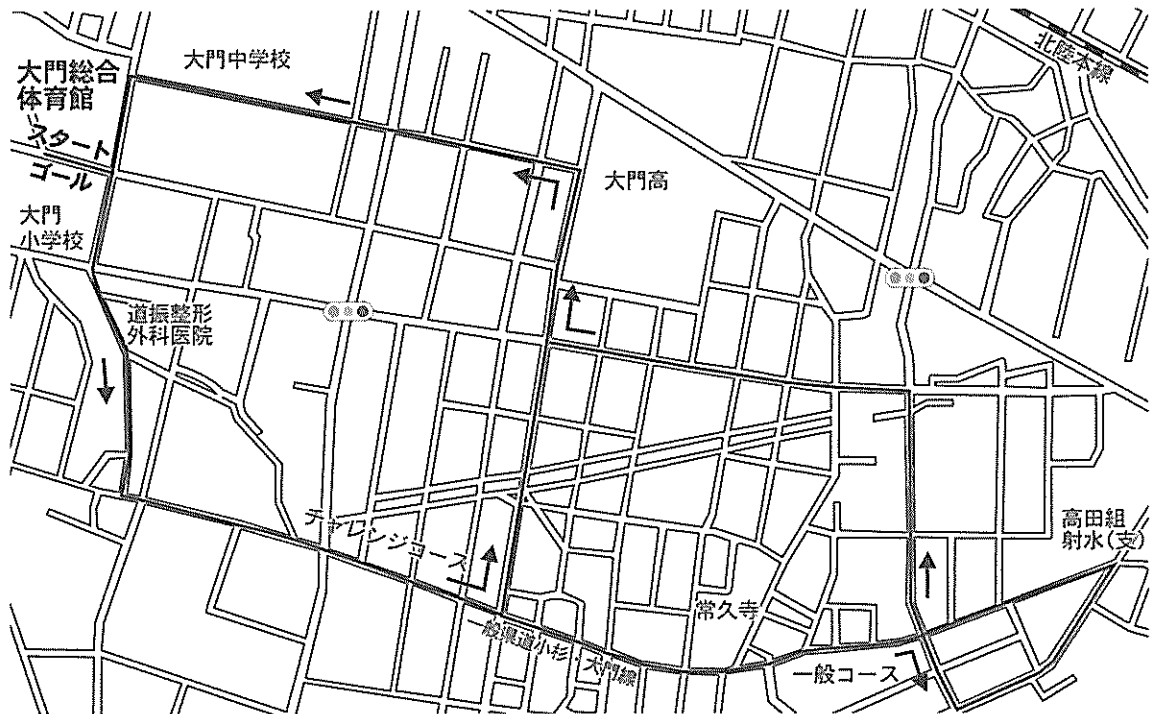 北陸本線
大門中学校
大門総合
体育館
スタート
ゴール
大門高
大門
小学校
道振整形
外科医院
高田組
射水(支)
チャレンジコース
常久寺
一般県道小杉・大門線
一般コース